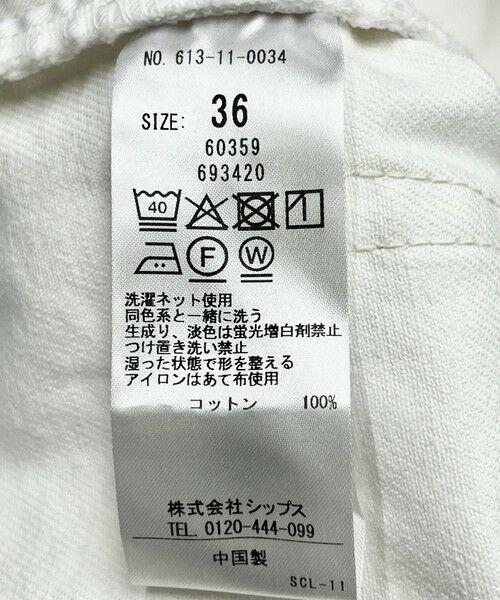 NO. 613-11-0034
SIZE: 36
60359
693420
40
F W
洗濯ネット使用
同色系と一緒に洗う
生成り、淡色は蛍光増白剤禁止
つけ置き洗い禁止
湿った状態で形を整える
アイロンはあて布使用
コットン 100%
株式会社シップス
TEL. 0120-444-099
中国製
SCL-11